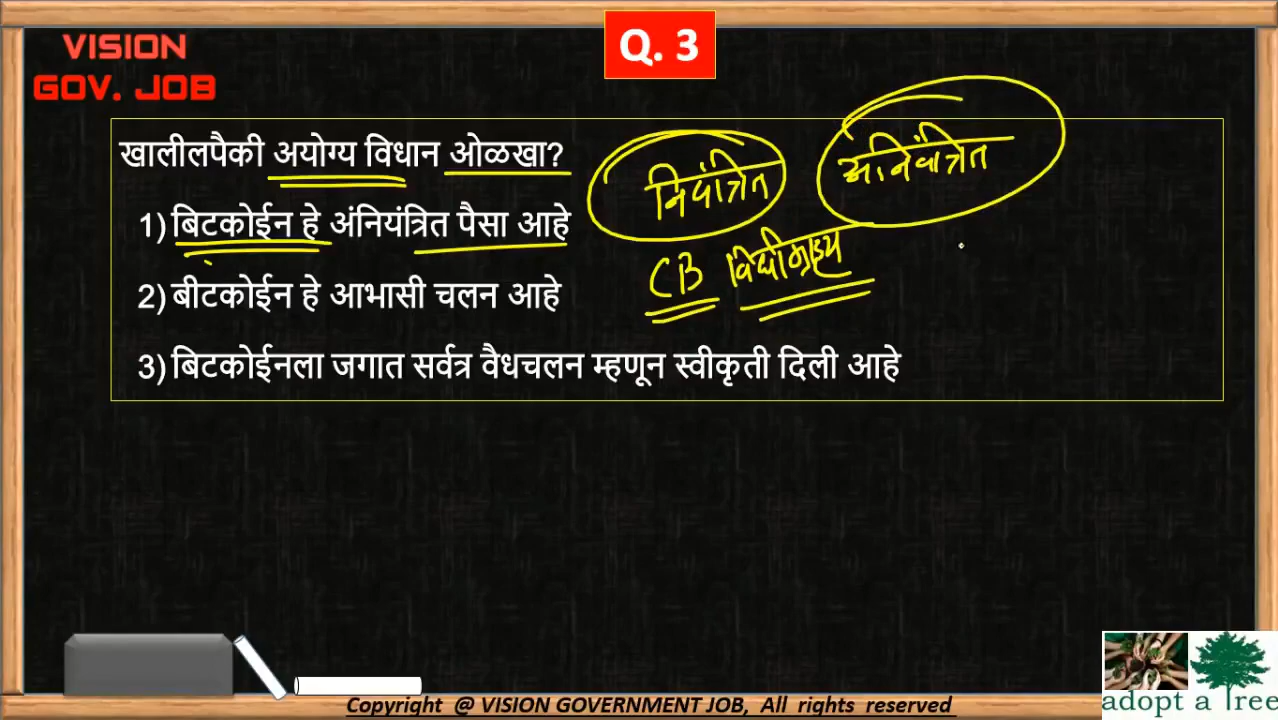 VISION
GOV. JOB
Q. 3
खालीलपैकी अयोग्य विधान ओळखा?
नियंत्रित
अनियंत्रित
1) बिटकोईन हे अंनियंत्रित पैसा आहे
CB विधीग्राह्य
2) बीटकोईन हे आभासी चलन आहे
3) बिटकोईनला जगात सर्वत्र वैधचलन म्हणून स्वीकृती दिली आहे
Copyright @ VISION GOVERNMENT JOB, All rights reserved
adopt a Tree